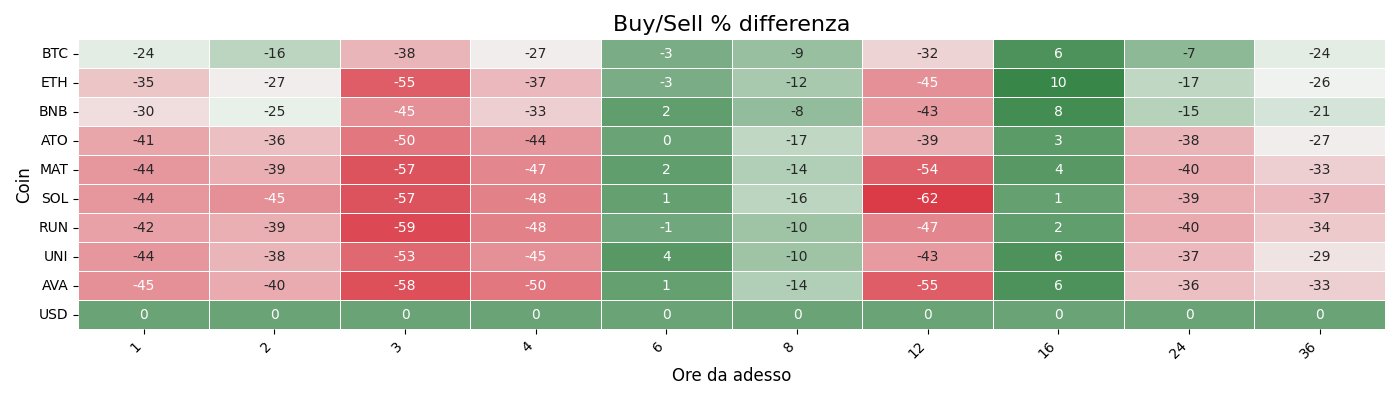 Buy/Sell % differenza
Coin
BTC -24 -16 -38 -27 -3 -9 -32 6 -7 -24
ETH -35 -27 -55 -37 -3 -12 -45 10 -17 -26
BNB -30 -25 -45 -33 2 -8 -43 8 -15 -21
ATO -41 -36 -50 -44 0 -17 -39 3 -38 -27
MAT -44 -39 -57 -47 2 -14 -54 4 -40 -33
SOL -44 -45 -57 -48 1 -16 -62 1 -39 -37
RUN -42 -39 -59 -48 -1 -10 -47 2 -40 -34
UNI -44 -38 -53 -45 4 -10 -43 6 -37 -29
AVA -45 -40 -58 -50 1 -14 -55 6 -36 -33
USD 0 0 0 0 0 0 0 0 0 0
1 2 3 4 6 8 12 16 24 36
Ore da adesso